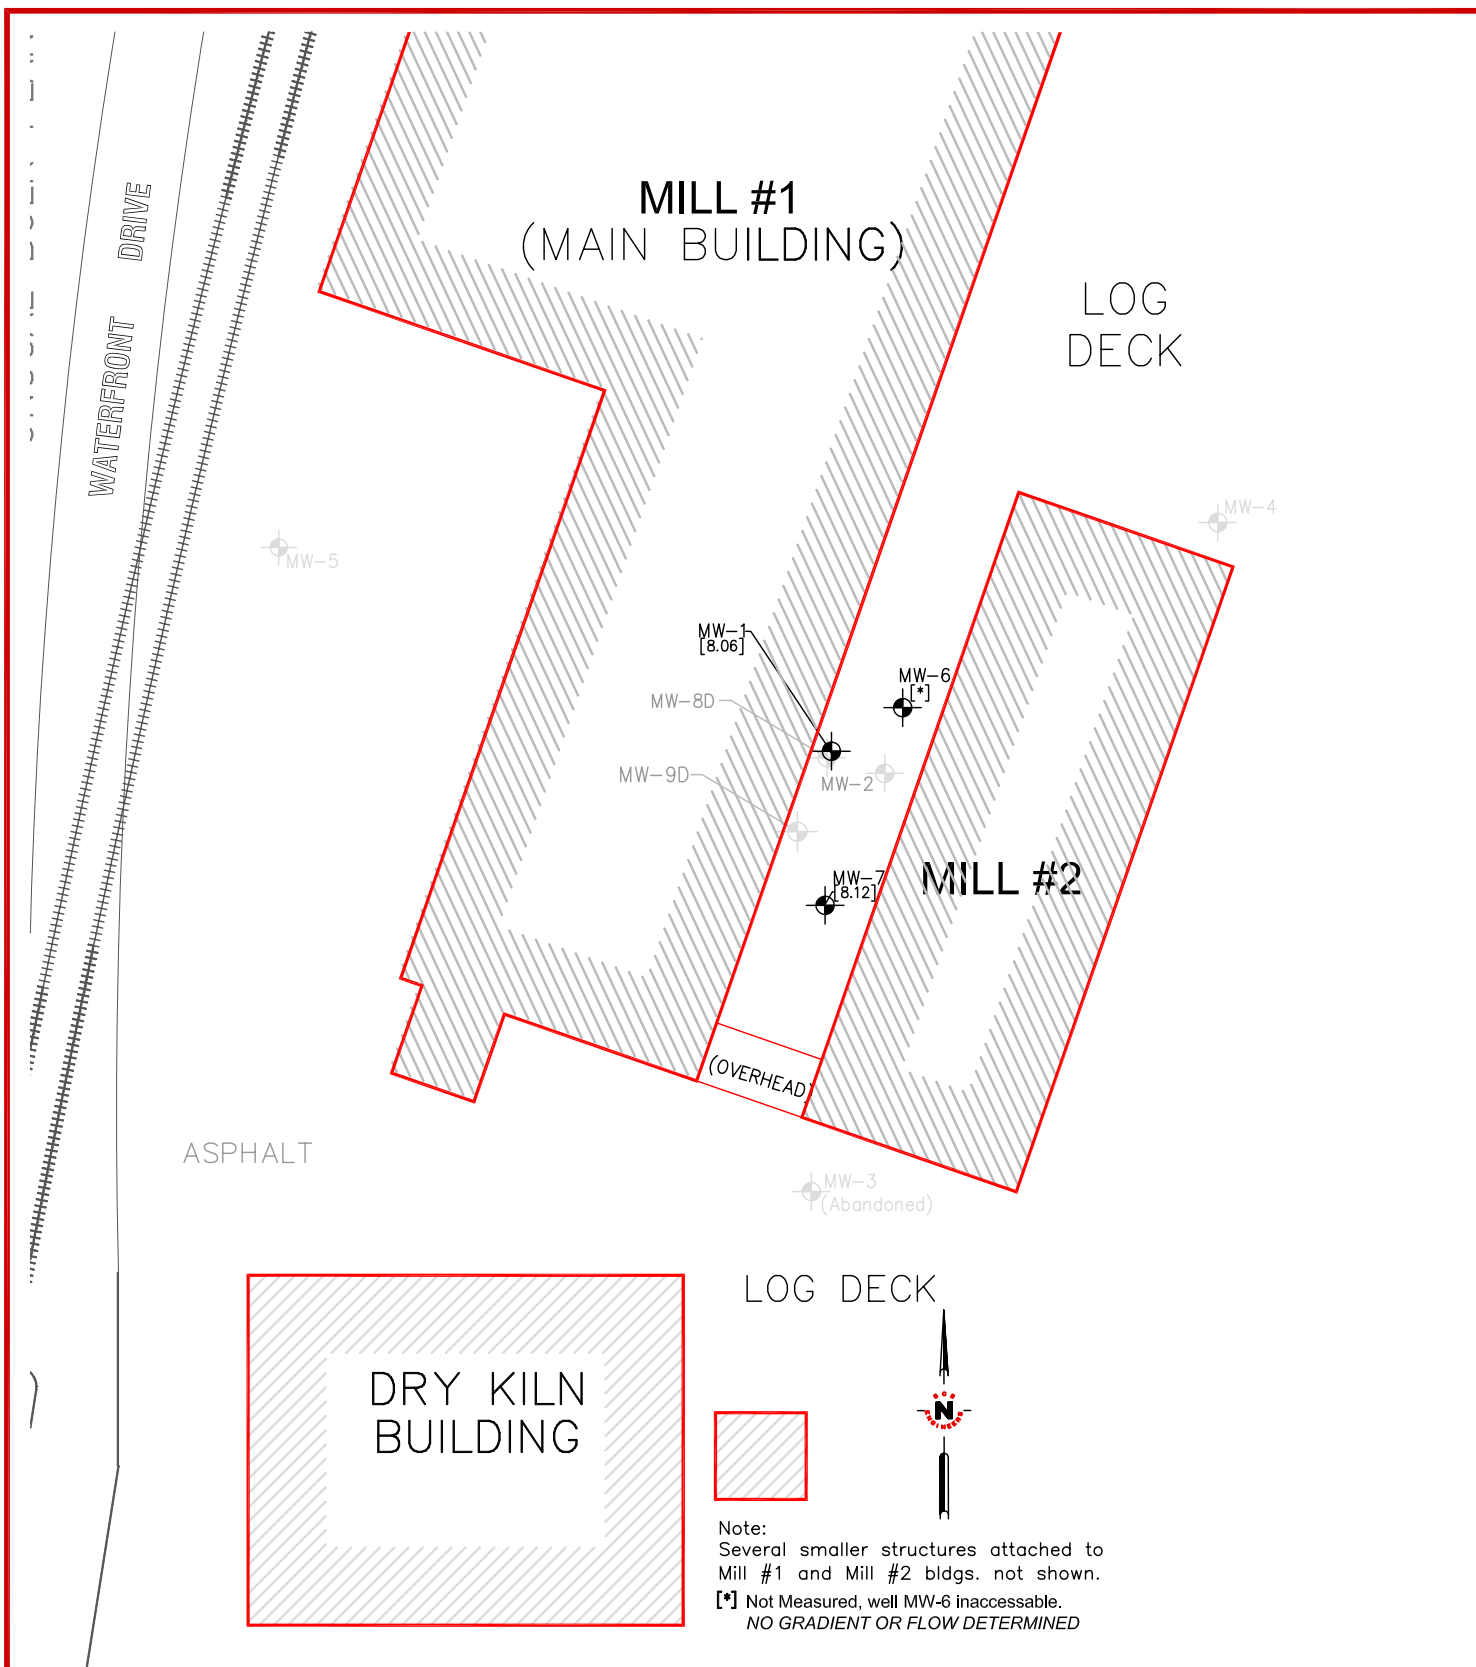 MILL #1
(MAIN BUILDING)
WATERFRONT DRIVE
LOG
DECK
MW-4
MW-5
MW-1
[8.06]
MW-6
[*]
MW-8D
MW-9D
MW-2
MW-7
[8.12]
MILL #2
(OVERHEAD)
ASPHALT
MW-3
(Abandoned)
LOG DECK
DRY KILN
BUILDING
N
ENGINEERS
Note:
Several smaller structures attached to
Mill #1 and Mill #2 bldgs. not shown.
[*] Not Measured, well MW-6 inaccessable.
NO GRADIENT OR FLOW DETERMINED